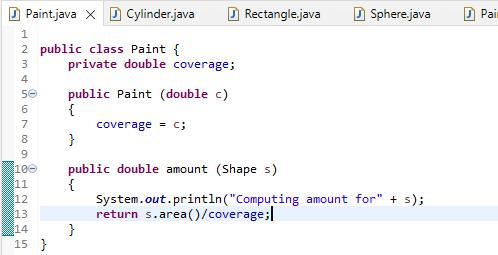 Paint.java Cylinder.java Rectangle.java Sphere.java Pai
1
2 public class Paint {
3     private double coverage;
4
5     public Paint (double c)
6     {
7         coverage = c;
8     }
9
10     public double amount (Shape s)
11     {
12         System.out.println("Computing amount for" + s);
13         return s.area()/coverage;
14     }
15 }